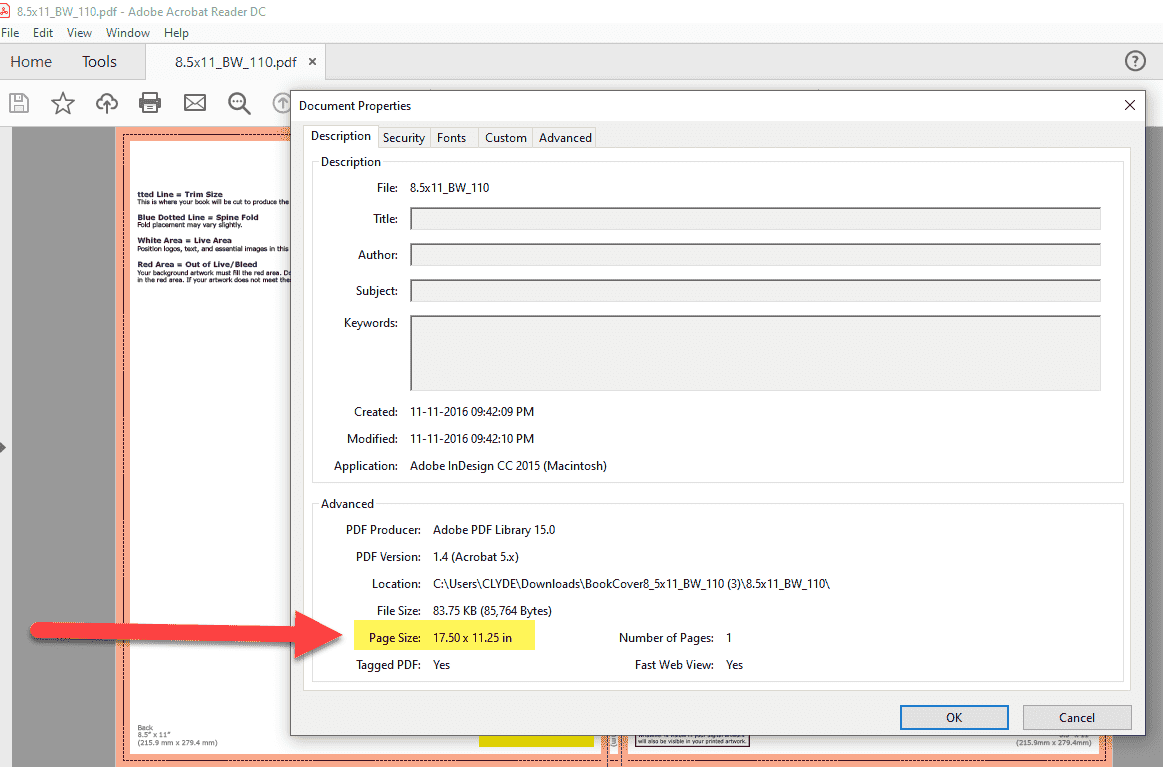 8.5x11_BW_110.pdf - Adobe Acrobat Reader DC
File Edit View Window Help
Home Tools 8.5x11_BW_110.pdf ×
?
Document Properties
Description Security Fonts Custom Advanced
Description
File: 8.5x11_BW_110
Title:
Author:
Subject:
Keywords:
Created: 11-11-2016 09:42:09 PM
Modified: 11-11-2016 09:42:10 PM
Application: Adobe InDesign CC 2015 (Macintosh)
Advanced
PDF Producer: Adobe PDF Library 15.0
PDF Version: 1.4 (Acrobat 5.x)
Location: C:\Users\CLYDE\Downloads\BookCover8_5x11_BW_110 (3)\8.5x11_BW_110\
File Size: 83.75 KB (85,764 Bytes)
Page Size: 17.50 x 11.25 in Number of Pages: 1
Tagged PDF: Yes Fast Web View: Yes
OK Cancel
tted Line = Trim Size
This is where your book will be cut to produce the
Blue Dotted Line = Spine Fold
Fold placement may vary slightly.
White Area = Live Area
Position logos, text, and essential images in this
Red Area = Out of Live/Bleed
Your background artwork must fill the red area. Do
in the red area. If your artwork does not meet the
Back
8.5" x 11"
(215.9 mm x 279.4 mm)
will also be visible in your printed artwork.
(215.9mm x 279.4mm)